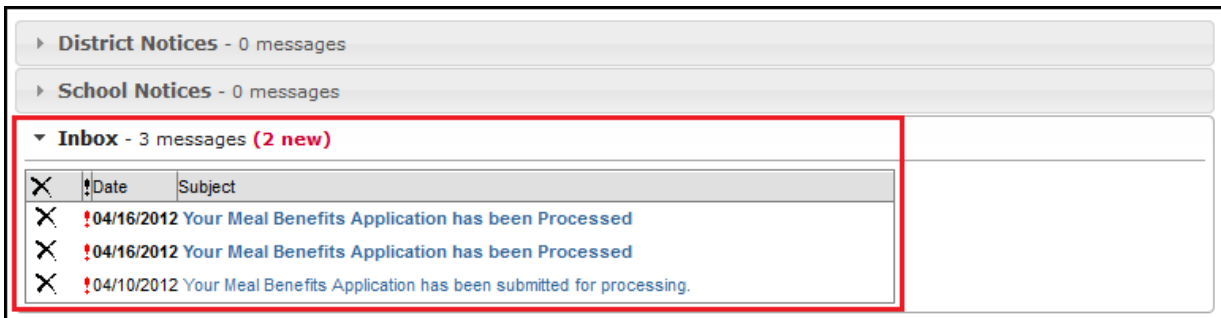 District Notices - 0 messages
School Notices - 0 messages
Inbox - 3 messages (2 new)
! Date Subject
! 04/16/2012 Your Meal Benefits Application has been Processed
! 04/16/2012 Your Meal Benefits Application has been Processed
! 04/10/2012 Your Meal Benefits Application has been submitted for processing.